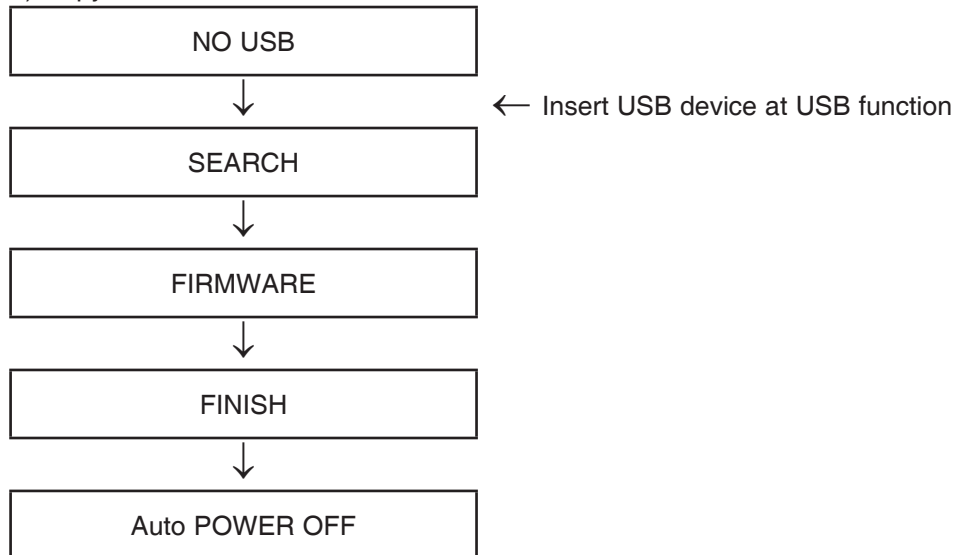 NO USB
← Insert USB device at USB function
SEARCH
FIRMWARE
FINISH
Auto POWER OFF